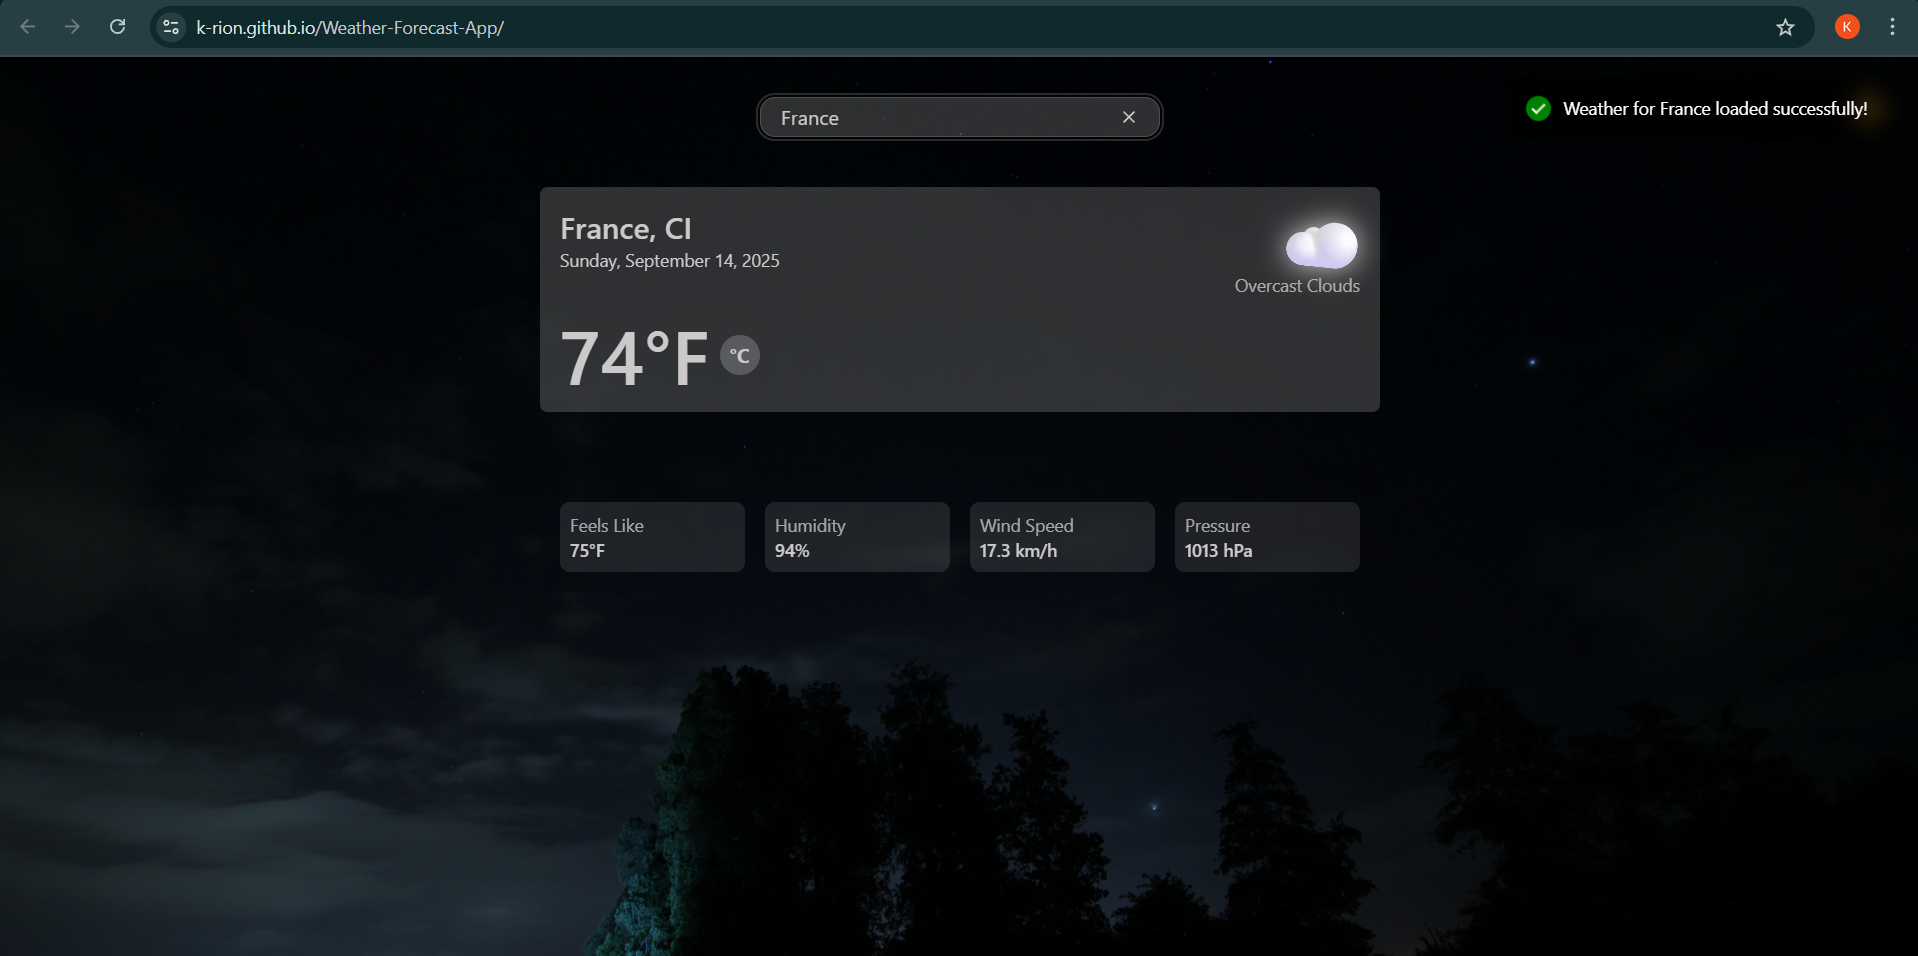 k-rion.github.io/Weather-Forecast-App/
K
France
Weather for France loaded successfully!
France, CI
Sunday, September 14, 2025
Overcast Clouds
74°F
°C
Feels Like
75°F
Humidity
94%
Wind Speed
17.3 km/h
Pressure
1013 hPa